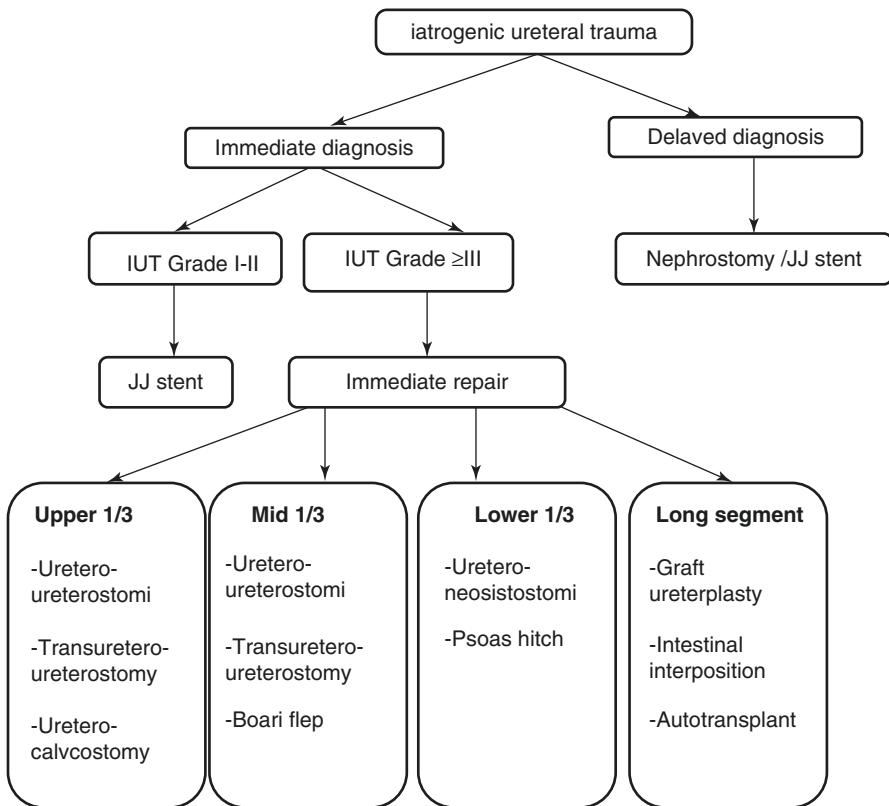 iatrogenic ureteral trauma
Immediate diagnosis
Delaved diagnosis
IUT Grade I-II
IUT Grade ≥III
Nephrostomy /JJ stent
JJ stent
Immediate repair
Upper 1/3
-Uretero-
ureterostomi
-Transuretero-
ureterostomy
-Uretero-
calvcostomy
Mid 1/3
-Uretero-
ureterostomi
-Transuretero-
ureterostomy
-Boari flep
Lower 1/3
-Uretero-
neosistostomi
-Psoas hitch
Long segment
-Graft
ureterplasty
-Intestinal
interposition
-Autotransplant